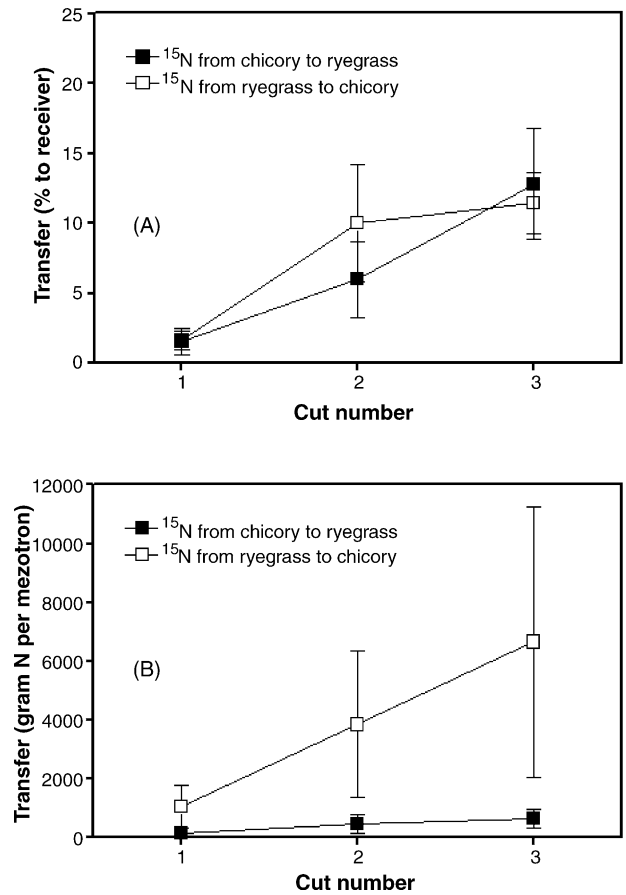 25
20
15
10
5
0
Transfer (% to receiver)
¹⁵N from chicory to ryegrass
¹⁵N from ryegrass to chicory
(A)
1 2 3
Cut number
12000
10000
8000
6000
4000
2000
0
Transfer (gram N per mezotron)
¹⁵N from chicory to ryegrass
¹⁵N from ryegrass to chicory
(B)
1 2 3
Cut number